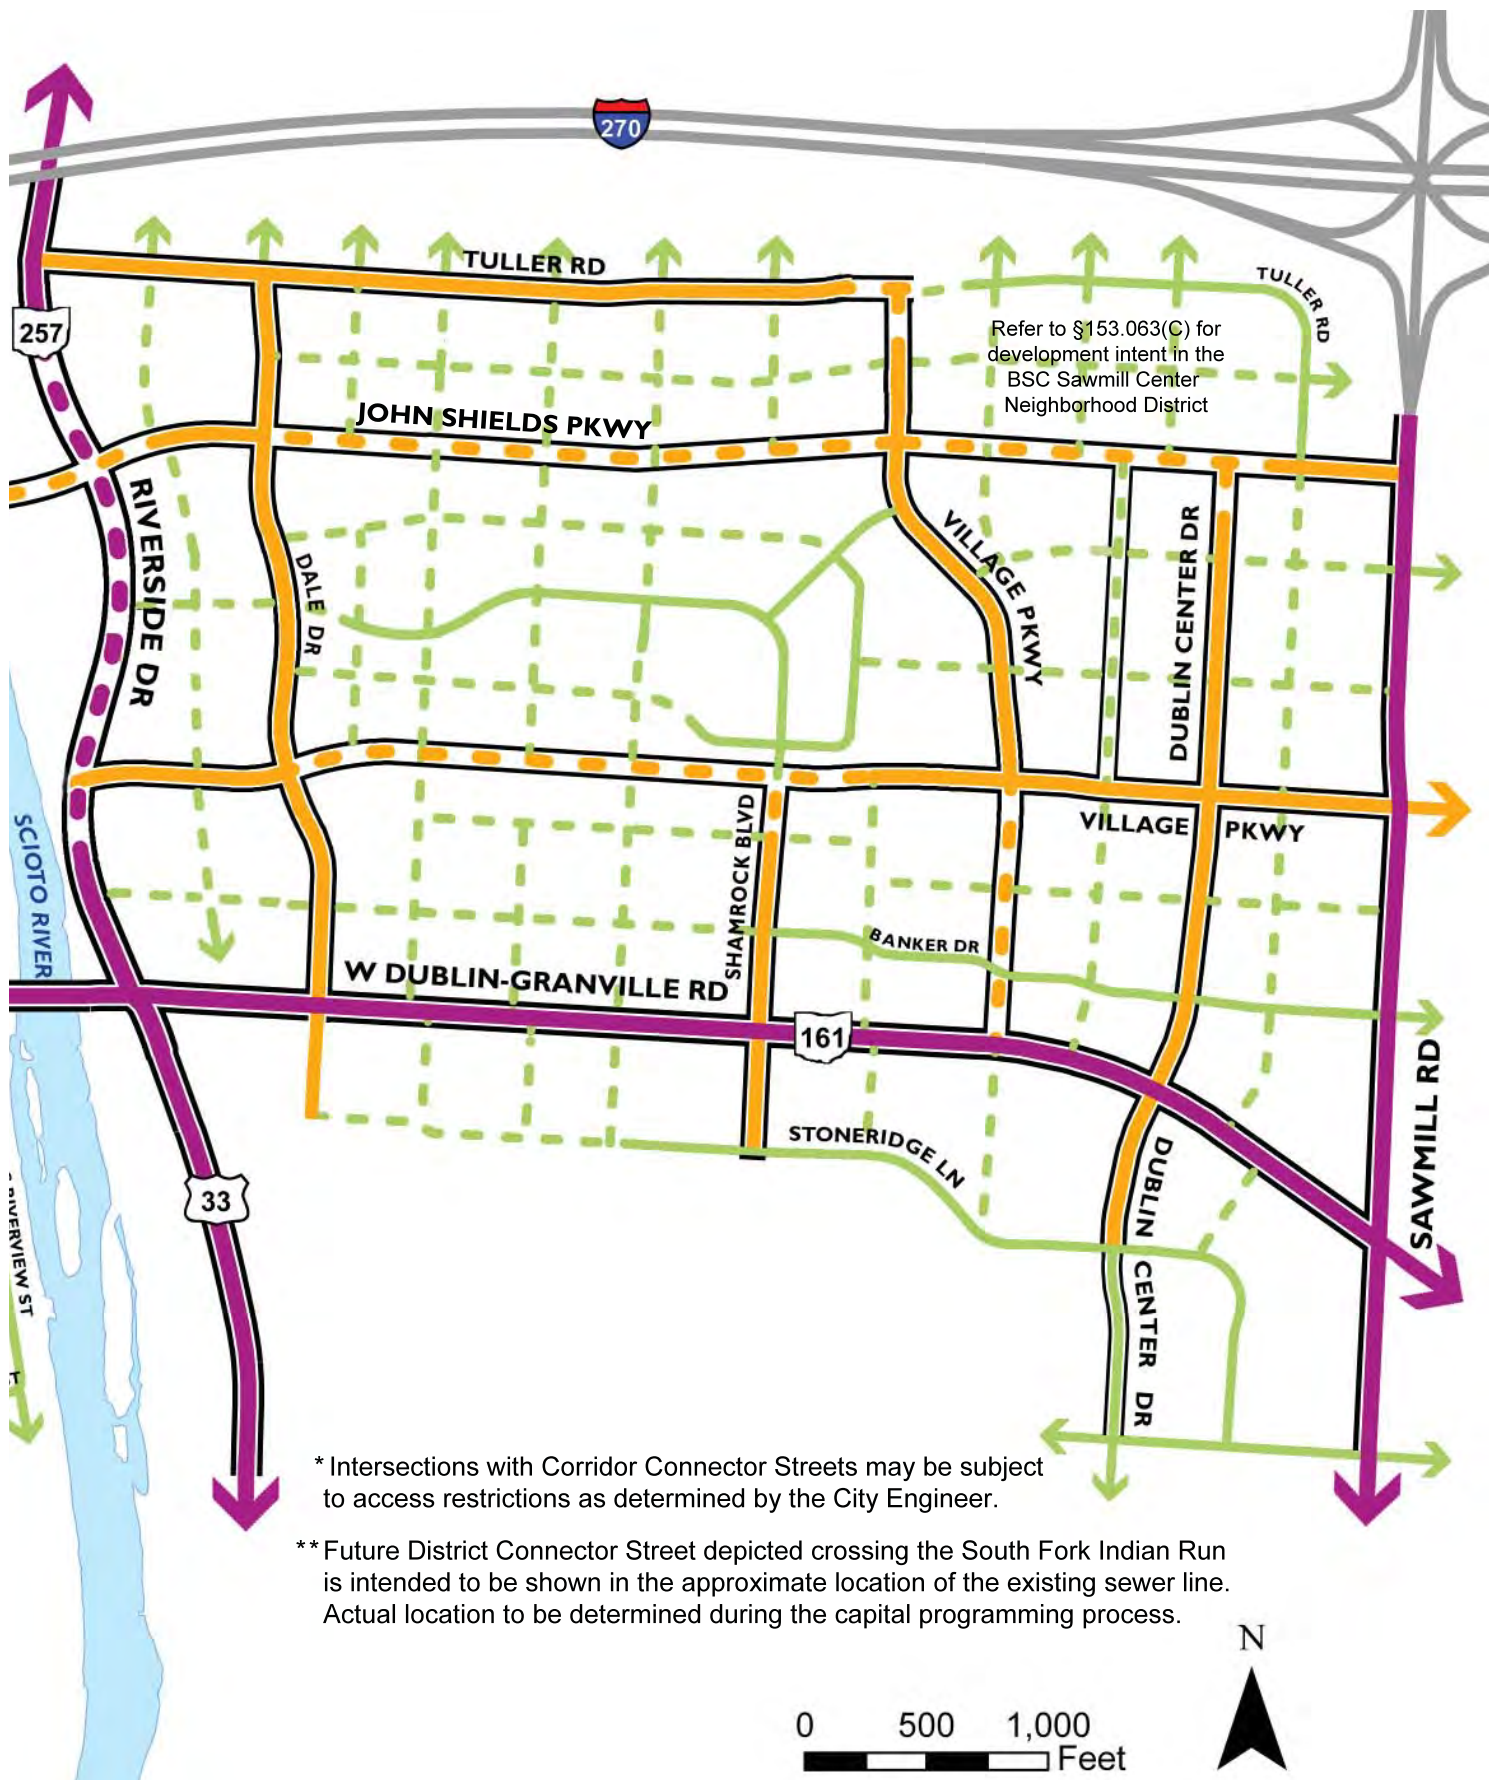 270
TULLER RD
TULLER RD
257
Refer to §153.063(C) for
development intent in the
BSC Sawmill Center
Neighborhood District
JOHN SHIELDS PKWY
RIVERSIDE DR
DALE DR
VILLAGE PKWY
DUBLIN CENTER DR
SCIOTO RIVER
SHAMROCK BLVD
VILLAGE PKWY
BANKER DR
W DUBLIN-GRANVILLE RD
161
SAWMILL RD
STONERIDGE LN
33
DUBLIN CENTER DR
RIVERVIEW ST
* Intersections with Corridor Connector Streets may be subject
to access restrictions as determined by the City Engineer.
** Future District Connector Street depicted crossing the South Fork Indian Run
is intended to be shown in the approximate location of the existing sewer line.
Actual location to be determined during the capital programming process.
N
0 500 1,000
Feet